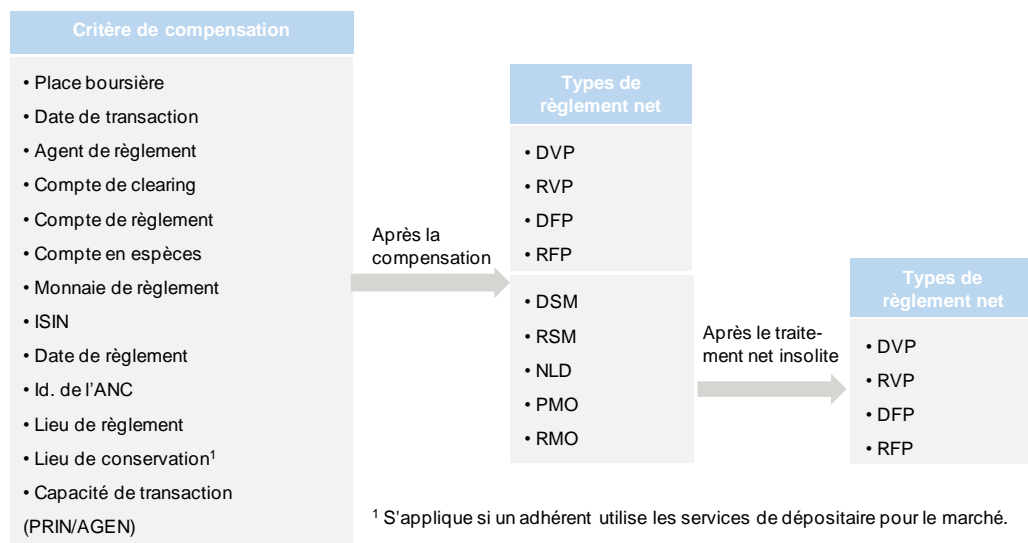 Critère de compensation
• Place boursière
• Date de transaction
• Agent de règlement
• Compte de clearing
• Compte de règlement
• Compte en espèces
• Monnaie de règlement
• ISIN
• Date de règlement
• Id. de l'ANC
• Lieu de règlement
• Lieu de conservation¹
• Capacité de transaction
(PRIN/AGEN)
Après la
compensation
Types de
règlement net
• DVP
• RVP
• DFP
• RFP
• DSM
• RSM
• NLD
• PMO
• RMO
Après le traite-
ment net insolite
Types de
règlement net
• DVP
• RVP
• DFP
• RFP
¹ S'applique si un adhérent utilise les services de dépositaire pour le marché.